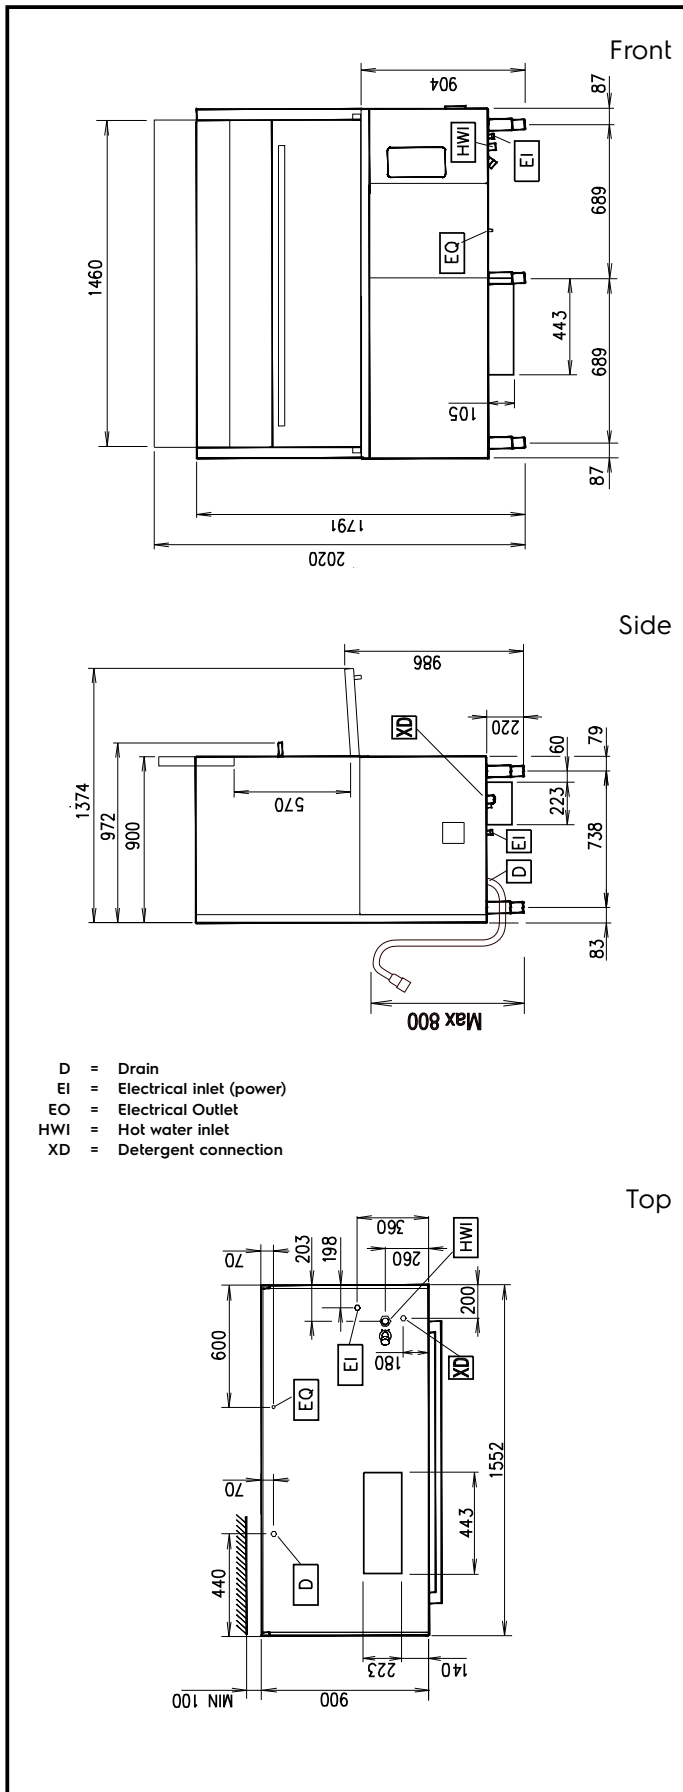 Front
904
87
HWI
EI
689
EQ
1460
443
689
105
87
1791
2020
Side
986
XD
220
79
60
1374
972
900
570
223
738
EI
D
83
Max 800
D = Drain
EI = Electrical inlet (power)
EO = Electrical Outlet
HWI = Hot water inlet
XD = Detergent connection
Top
70
203
198
360
260
HWI
200
600
EI
180
XD
EQ
1552
70
443
440
D
MIN 100
900
223
140